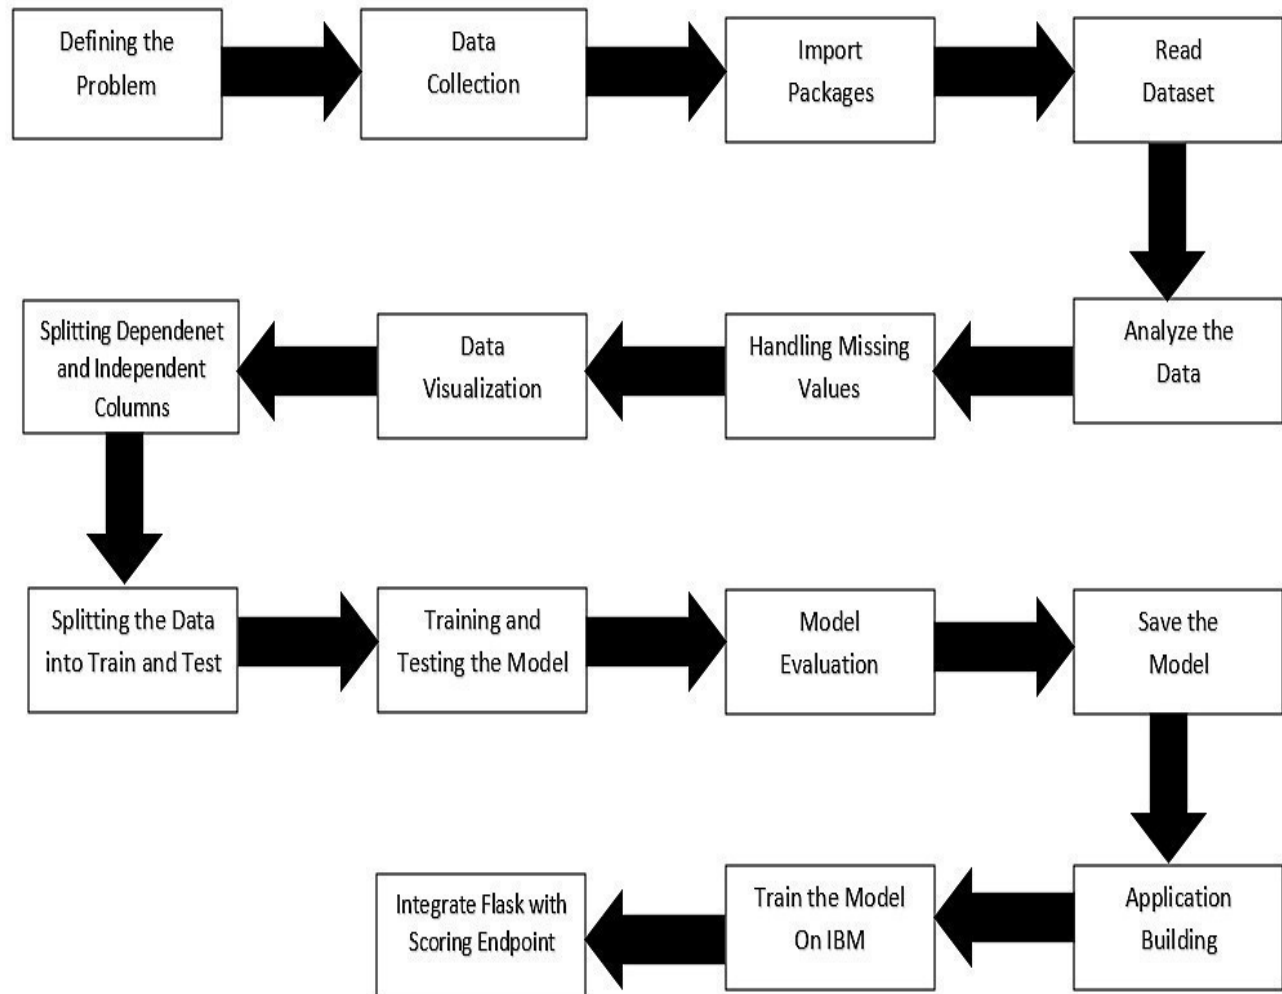 Defining the
Problem
Data
Collection
Import
Packages
Read
Dataset
Analyze the
Data
Handling Missing
Values
Data
Visualization
Splitting Dependenet
and Independent
Columns
Splitting the Data
into Train and Test
Training and
Testing the Model
Model
Evaluation
Save the
Model
Application
Building
Train the Model
On IBM
Integrate Flask with
Scoring Endpoint